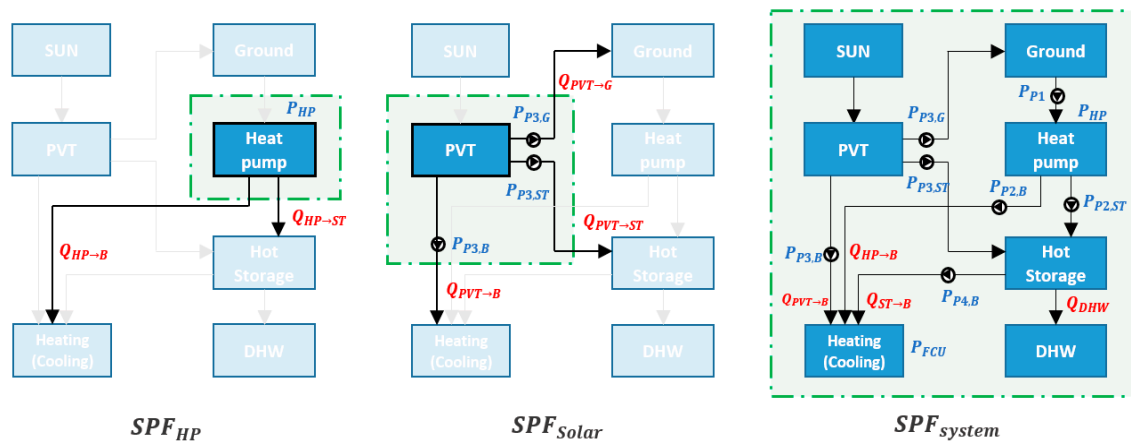 SUN
Ground
P_HP
PVT
Heat
pump
Q_HP→ST
Q_HP→B
Hot
Storage
Heating
(Cooling)
DHW
SPF_HP
SUN
Ground
Q_PVT→G
P_P3,G
PVT
Heat
pump
P_P3,ST
Q_PVT→ST
P_P3,B
Hot
Storage
Q_PVT→B
Heating
(Cooling)
DHW
SPF_Solar
SUN
Ground
P_P1
P_P3,G
P_HP
PVT
Heat
pump
P_P3,ST
P_P2,B
P_P2,ST
P_P3,B
Q_HP→B
Hot
Storage
Q_PVT→B
Q_ST→B
P_P4,B
Q_DHW
Heating
(Cooling)
P_FCU
DHW
SPF_system